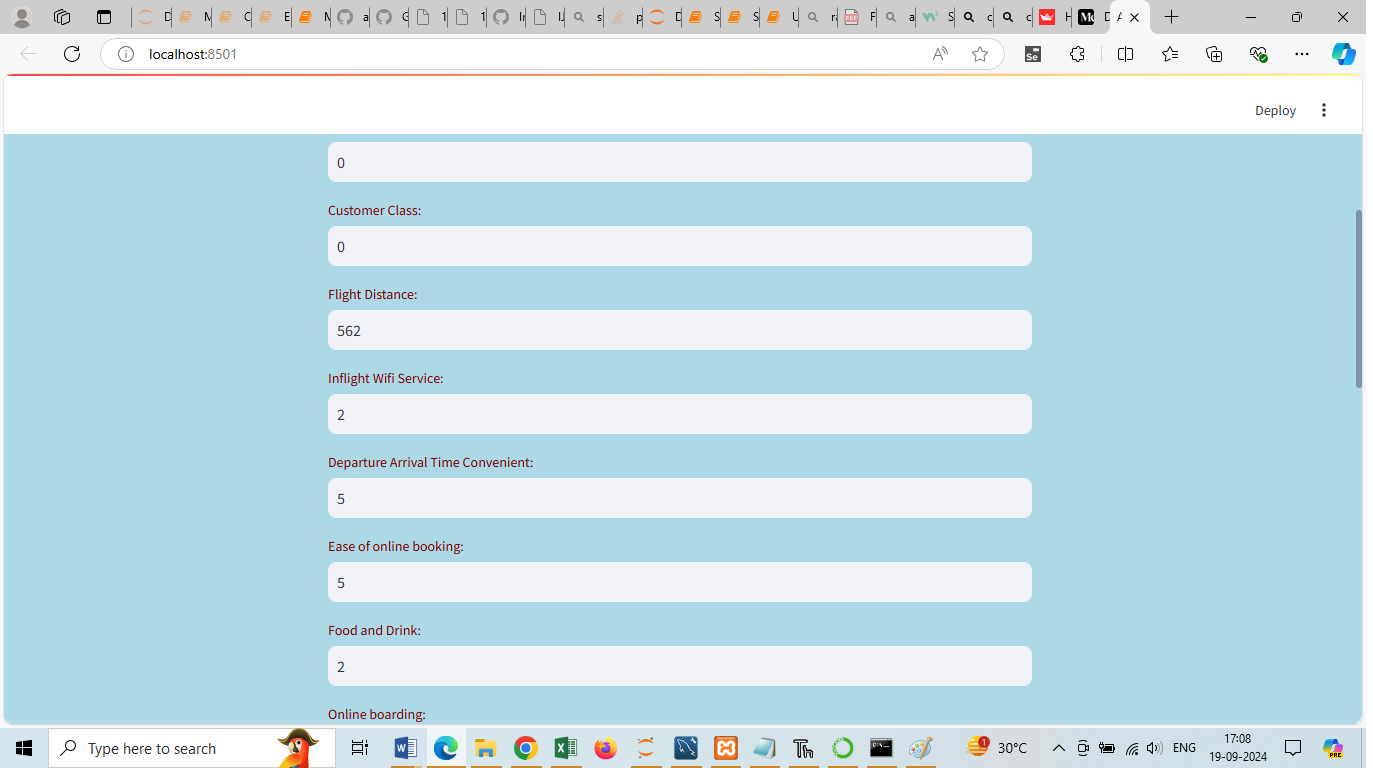 localhost:8501
Deploy
0
Customer Class:
0
Flight Distance:
562
Inflight Wifi Service:
2
Departure Arrival Time Convenient:
5
Ease of online booking:
5
Food and Drink:
2
Online boarding:
Type here to search
30°C
ENG
17:08
19-09-2024